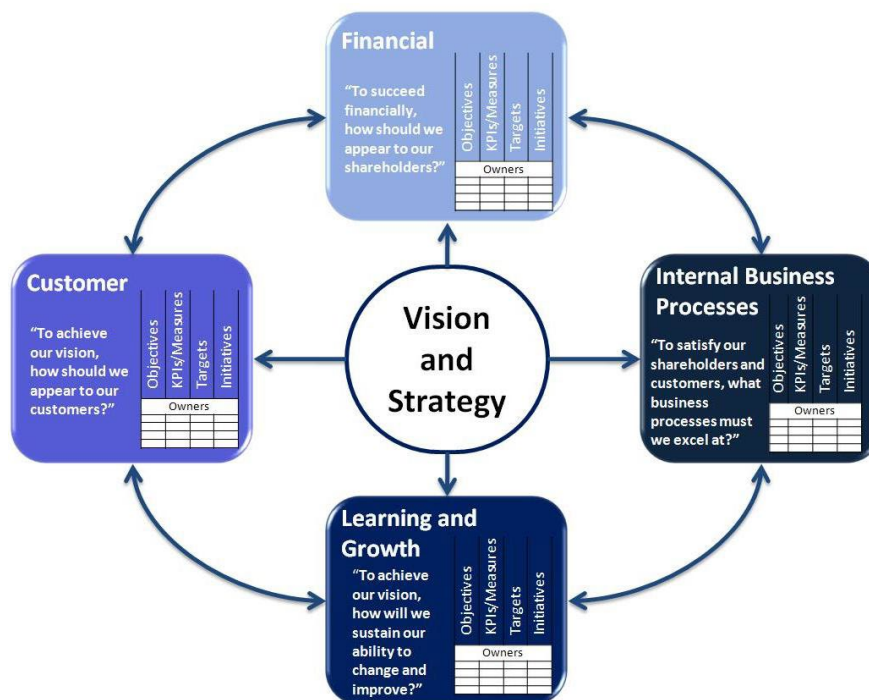 Financial
“To succeed
financially,
how should we
appear to our
shareholders?”
Objectives
KPIs/Measures
Targets
Initiatives
Owners
Customer
“To achieve
our vision,
how should we
appear to our
customers?”
Objectives
KPIs/Measures
Targets
Initiatives
Owners
Vision
and
Strategy
Internal Business
Processes
“To satisfy our
shareholders and
customers, what
business
processes must
we excel at?”
Objectives
KPIs/Measures
Targets
Initiatives
Owners
Learning and
Growth
“To achieve
our vision,
how will we
sustain our
ability to
change and
improve?”
Objectives
KPIs/Measures
Targets
Initiatives
Owners